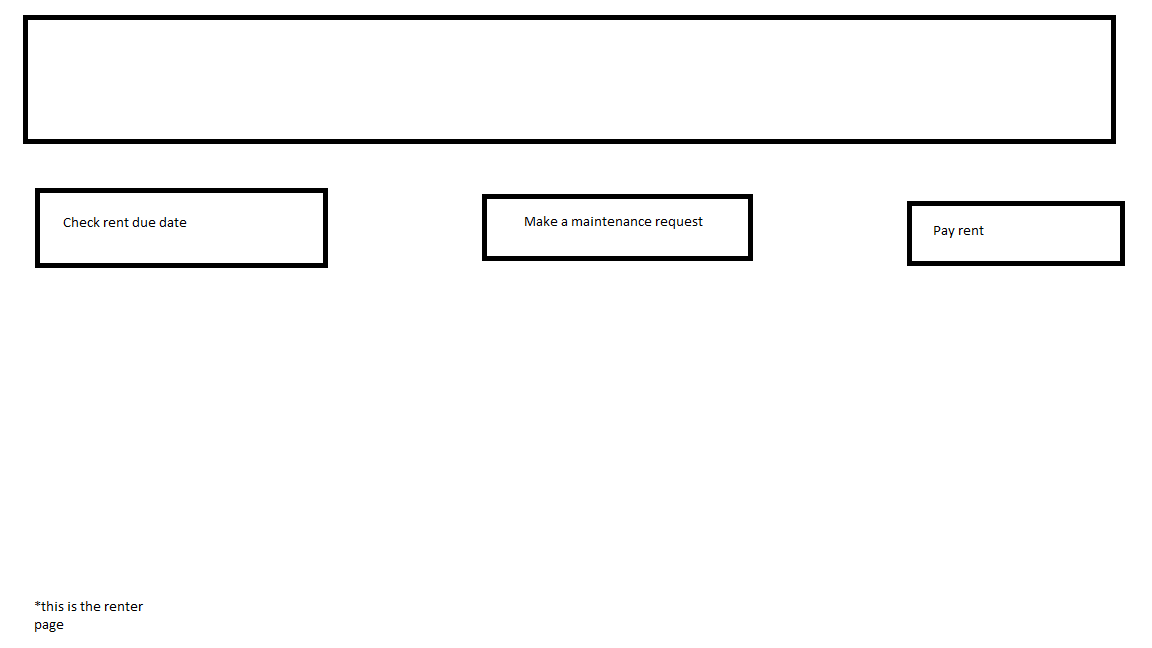 Check rent due date
Make a maintenance request
Pay rent
*this is the renter
page